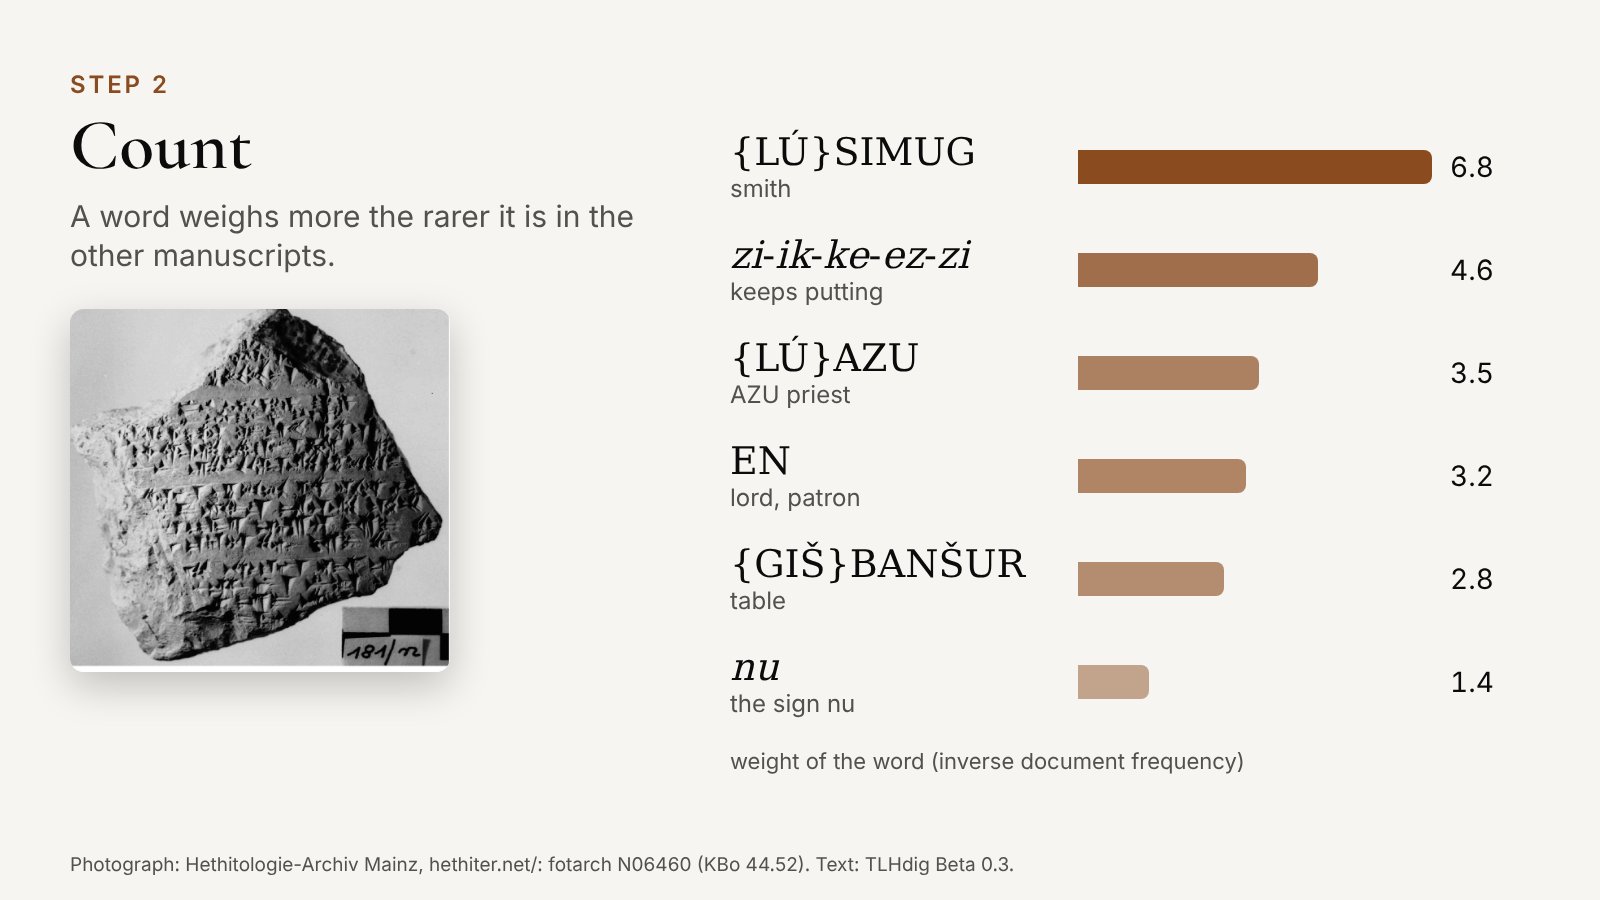 STEP 2
Count
A word weighs more the rarer it is in the
other manuscripts.
181/n
{LÚ}SIMUG
smith
6.8
zi-ik-ke-ez-zi
keeps putting
4.6
{LÚ}AZU
AZU priest
3.5
EN
lord, patron
3.2
{GIŠ}BANŠUR
table
2.8
nu
the sign nu
1.4
weight of the word (inverse document frequency)
Photograph: Hethitologie-Archiv Mainz, hethiter.net/: fotarch N06460 (KBo 44.52). Text: TLHdig Beta 0.3.